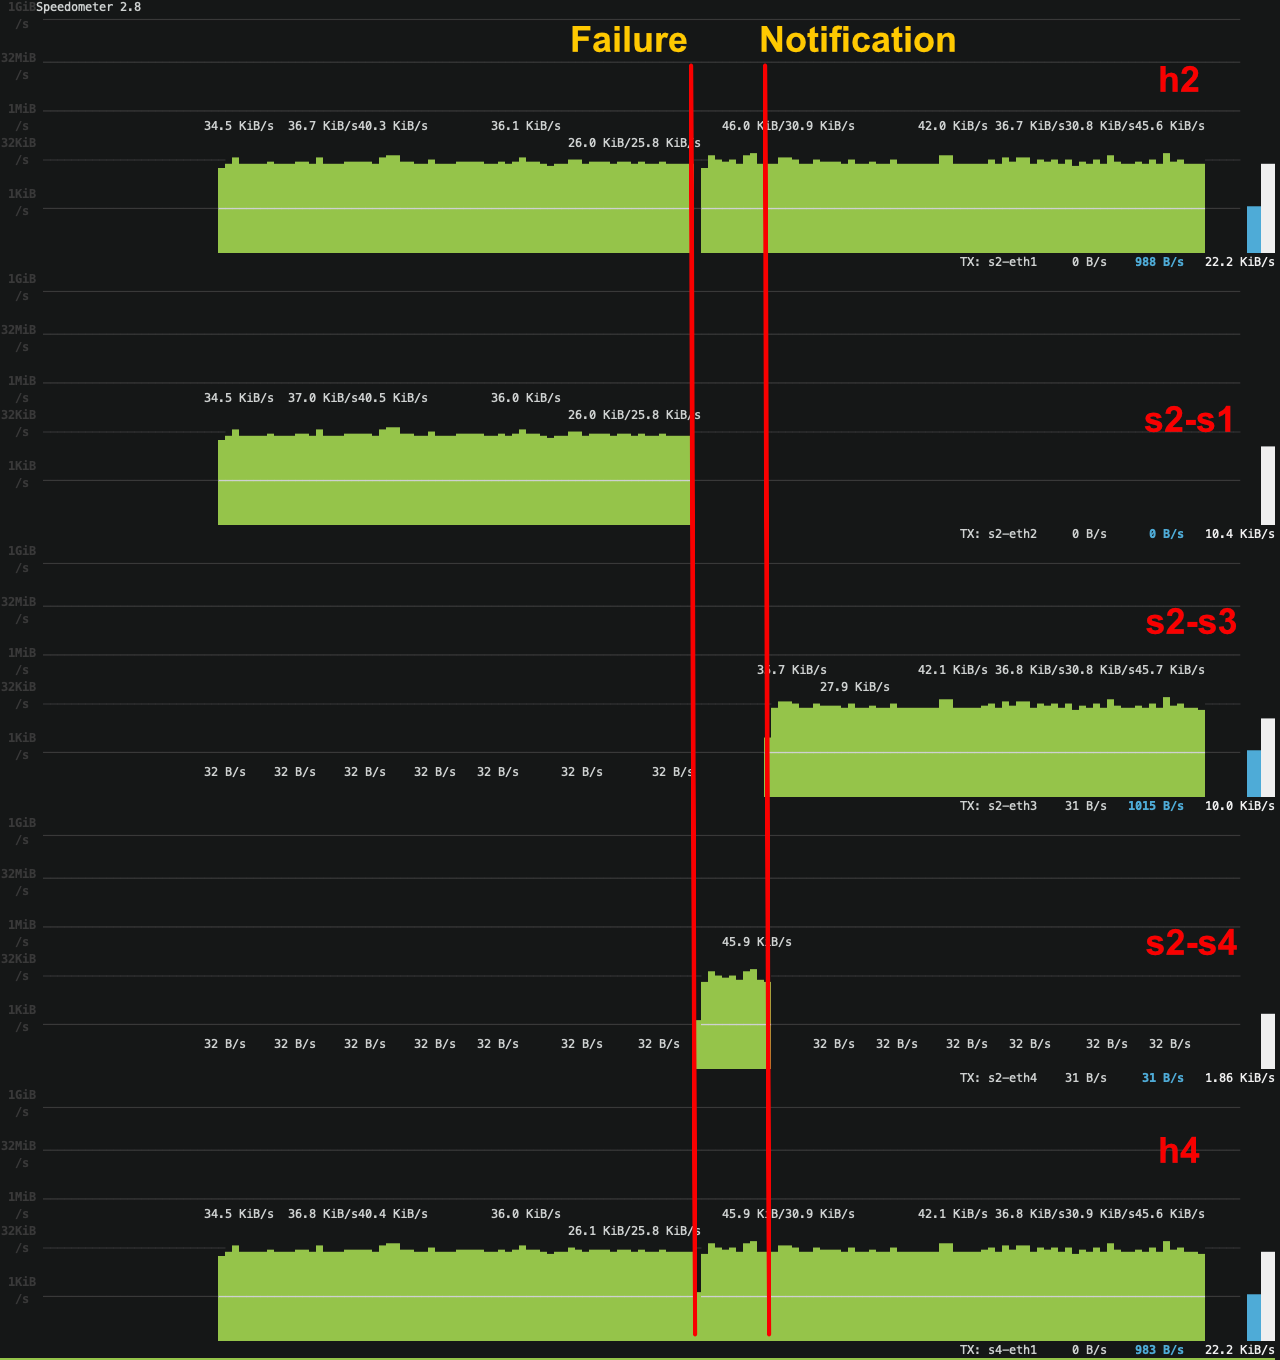 1GiB Speedometer 2.8
/s
Failure Notification
32MiB
/s
h2
1MiB
/s 34.5 KiB/s 36.7 KiB/s40.3 KiB/s 36.1 KiB/s 46.0 KiB/30.9 KiB/s 42.0 KiB/s 36.7 KiB/s30.8 KiB/s45.6 KiB/s
32KiB 26.0 KiB/25.8 KiB/s
/s
1KiB
/s
TX: s2-eth1 0 B/s 988 B/s 22.2 KiB/s
1GiB
/s
32MiB
/s
1MiB
/s 34.5 KiB/s 37.0 KiB/s40.5 KiB/s 36.0 KiB/s
32KiB 26.0 KiB/25.8 KiB/s
s2-s1
/s
1KiB
/s
TX: s2-eth2 0 B/s 0 B/s 10.4 KiB/s
1GiB
/s
32MiB
/s
s2-s3
1MiB
/s 42.1 KiB/s 36.8 KiB/s30.8 KiB/s45.7 KiB/s
32KiB 27.9 KiB/s
/s
1KiB
/s
32 B/s 32 B/s 32 B/s 32 B/s 32 B/s 32 B/s 32 B/s
TX: s2-eth3 31 B/s 1015 B/s 10.0 KiB/s
1GiB
/s
32MiB
/s
1MiB
/s 45.9 KiB/s
s2-s4
32KiB
/s
1KiB
/s
32 B/s 32 B/s 32 B/s 32 B/s 32 B/s 32 B/s 32 B/s 32 B/s 32 B/s 32 B/s 32 B/s 32 B/s 32 B/s
TX: s2-eth4 31 B/s 31 B/s 1.86 KiB/s
1GiB
/s
32MiB
/s
h4
1MiB
/s 34.5 KiB/s 36.8 KiB/s40.4 KiB/s 36.0 KiB/s 45.9 KiB/30.9 KiB/s 42.1 KiB/s 36.8 KiB/s30.9 KiB/s45.6 KiB/s
32KiB 26.1 KiB/25.8 KiB/s
/s
1KiB
/s
TX: s4-eth1 0 B/s 983 B/s 22.2 KiB/s